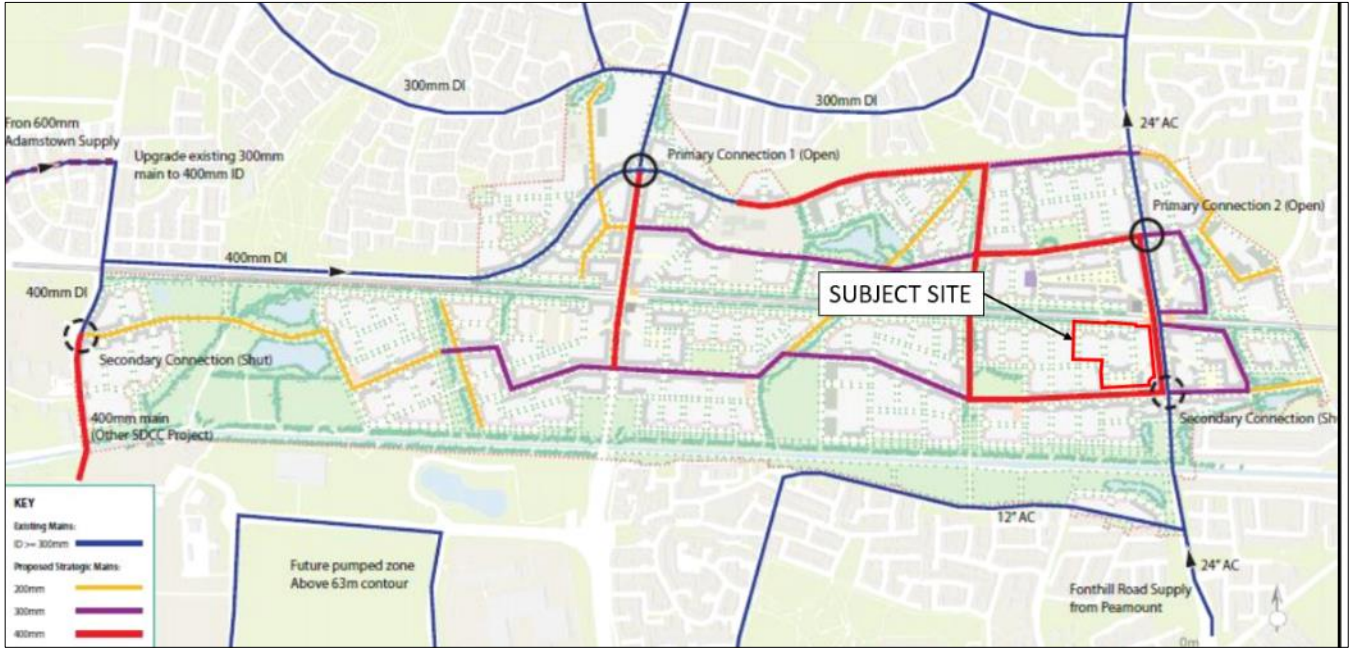 300mm DI
300mm DI
24" AC
Fron 600mm
Adamstown Supply
Upgrade existing 300mm
main to 400mm ID
Primary Connection 1 (Open)
Primary Connection 2 (Open)
400mm DI
SUBJECT SITE
400mm DI
Secondary Connection (Shut)
400mm main
(Other SDCC Project)
Secondary Connection (Sh
KEY
Existing Mains:
ID >= 300mm
Proposed Strategic Mains:
200mm
300mm
400mm
Future pumped zone
Above 63m contour
12" AC
24" AC
Fonthill Road Supply
from Peamount
0m